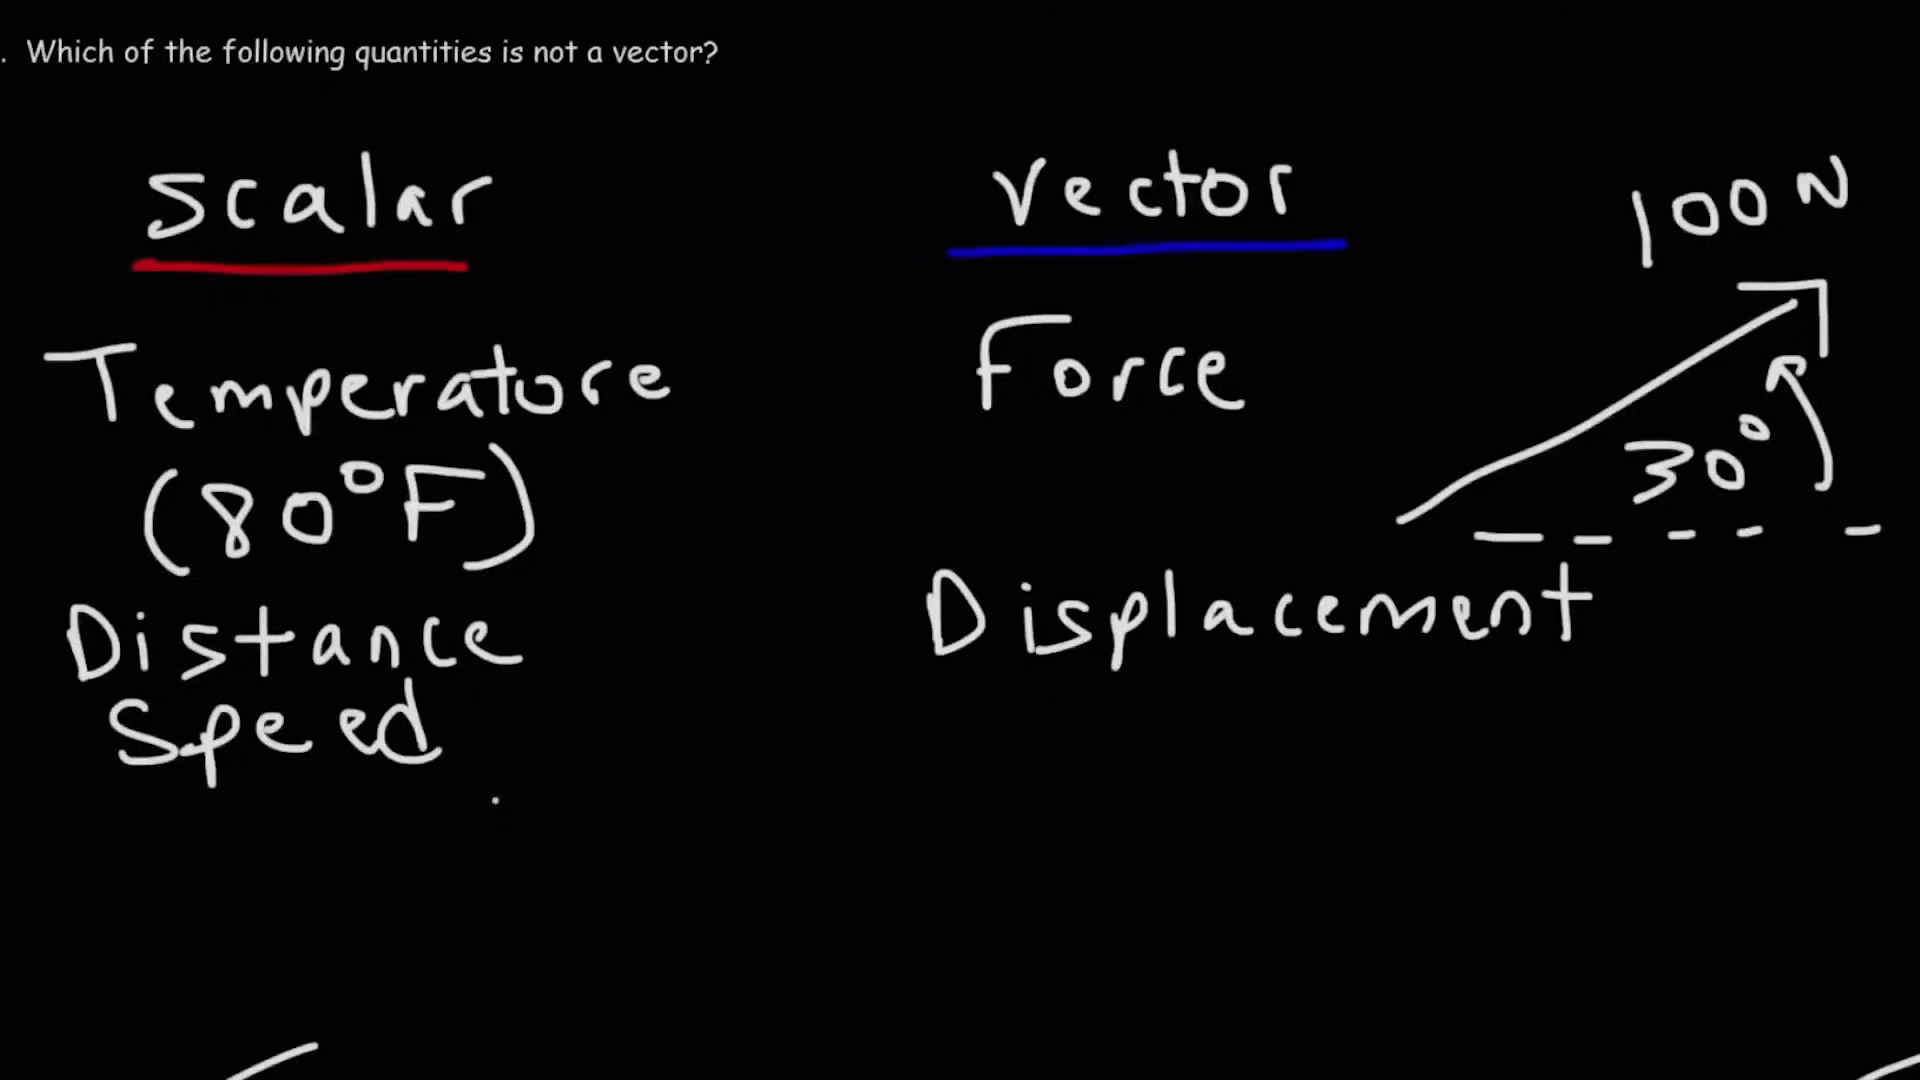 . Which of the following quantities is not a vector?
Scalar
Temperature
(80°F)
Distance
Speed
Vector
Force
Displacement
100 N
30°